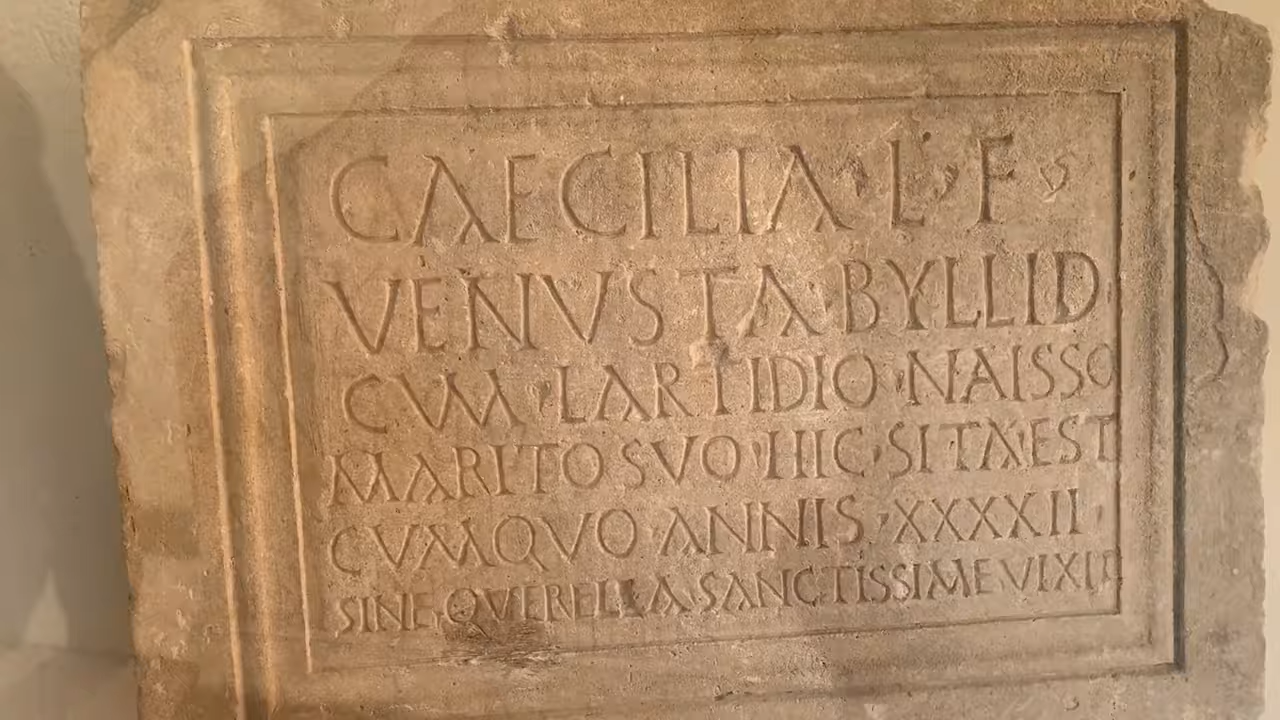 CAECILIA · L · F ·
VENVSTA · BYLLID
CVM · LARTIDIO · NAISSO
MARITO SVO · HIC · SITA · EST
CVM QVO · ANNIS · XXXXII
SINE QVERELLA · SANCTISSIME VIXIT